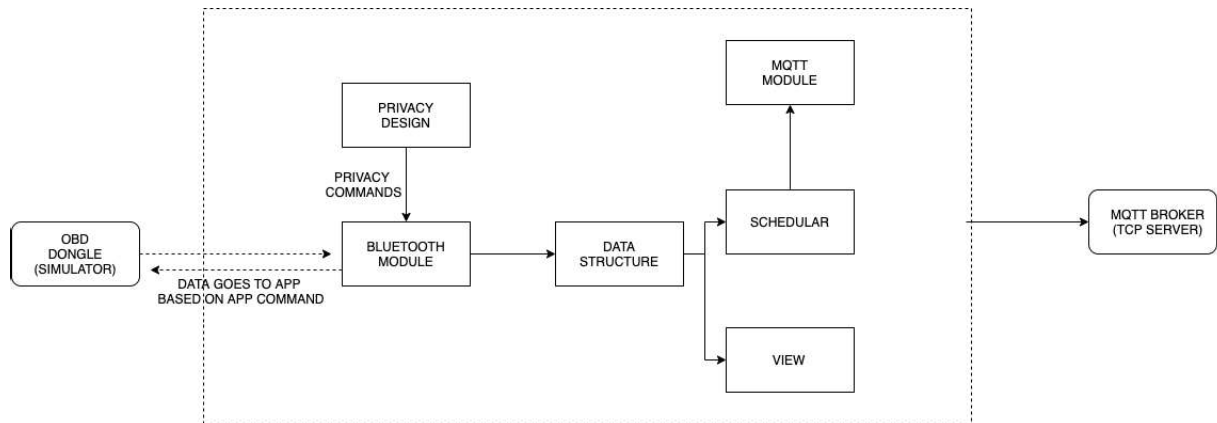 MQTT
MODULE
PRIVACY
DESIGN
PRIVACY
COMMANDS
OBD
DONGLE
(SIMULATOR)
BLUETOOTH
MODULE
DATA
STRUCTURE
SCHEDULAR
MQTT BROKER
(TCP SERVER)
DATA GOES TO APP
BASED ON APP COMMAND
VIEW